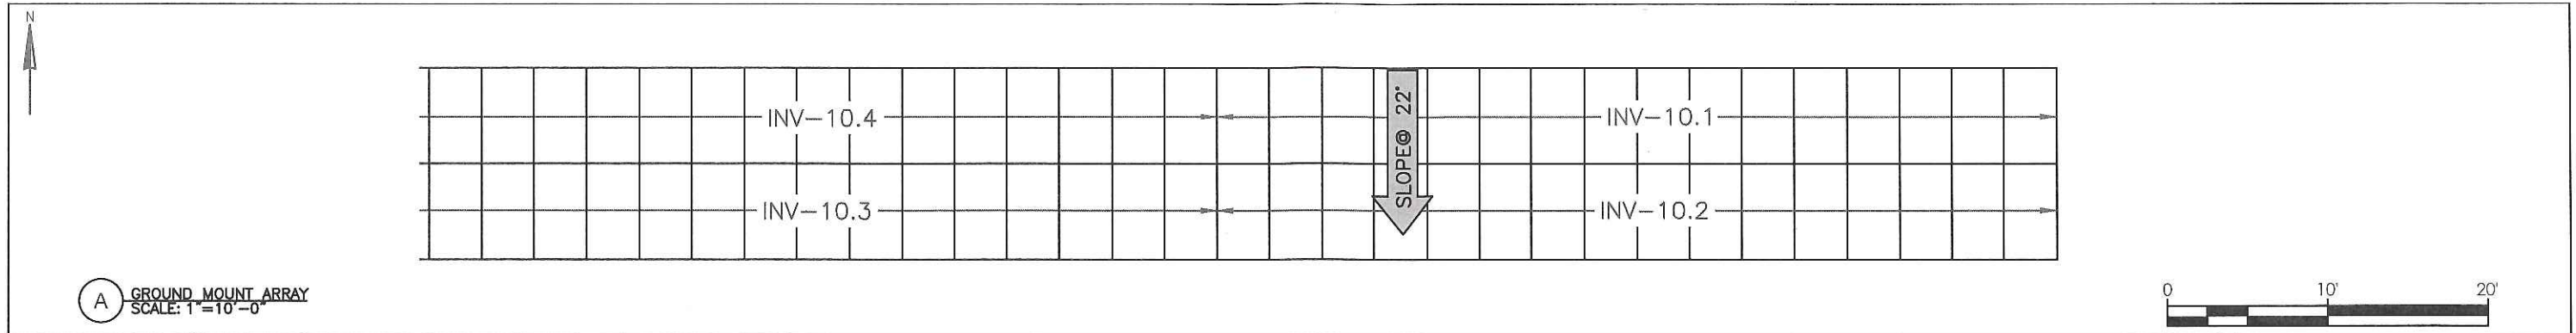 N
INV-10.4
INV-10.1
SLOPE@ 22°
INV-10.3
INV-10.2
A
GROUND MOUNT ARRAY
SCALE: 1"=10'-0"
0 10' 20'